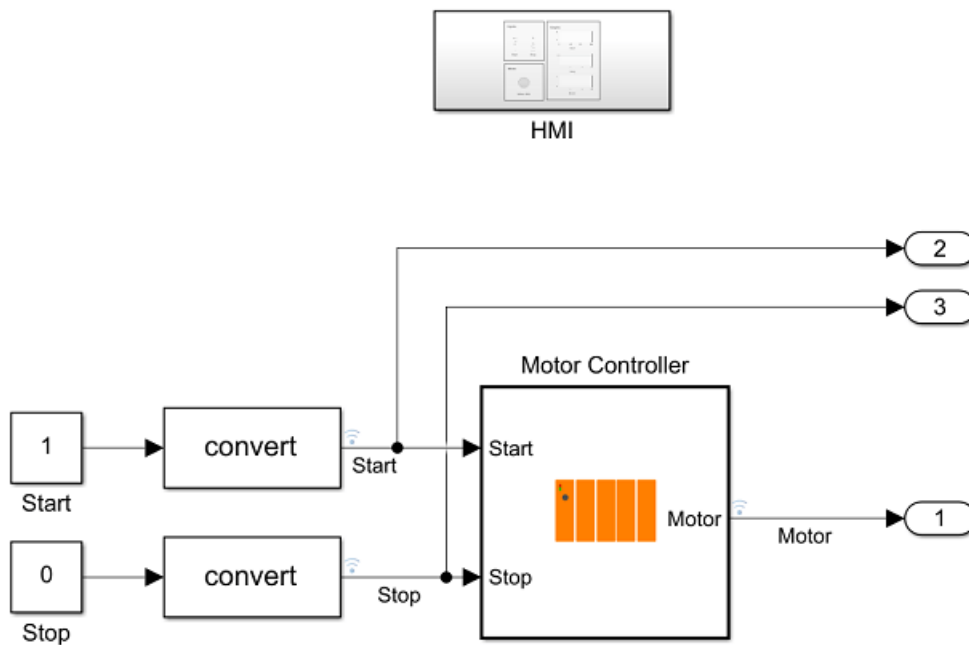 HMI
2
3
Motor Controller
1
convert
Start
Start
Start
Motor
Motor
1
0
convert
Stop
Stop
Stop